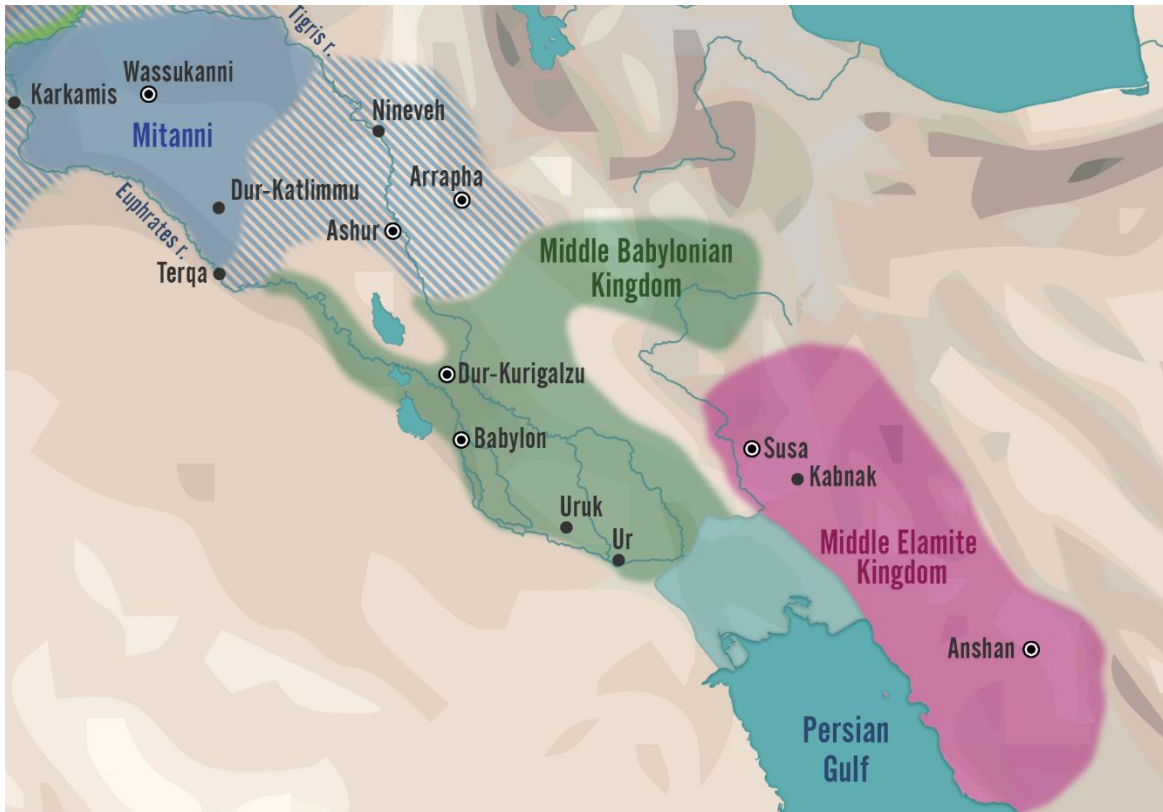 Tigris r.
Wassukanni
Karkamis
Nineveh
Mitanni
Arrapha
Dur-Katlimmu
Euphrates r.
Ashur
Middle Babylonian
Kingdom
Terqa
Dur-Kurigalzu
Babylon
Susa
Kabnak
Uruk
Ur
Middle Elamite
Kingdom
Anshan
Persian
Gulf